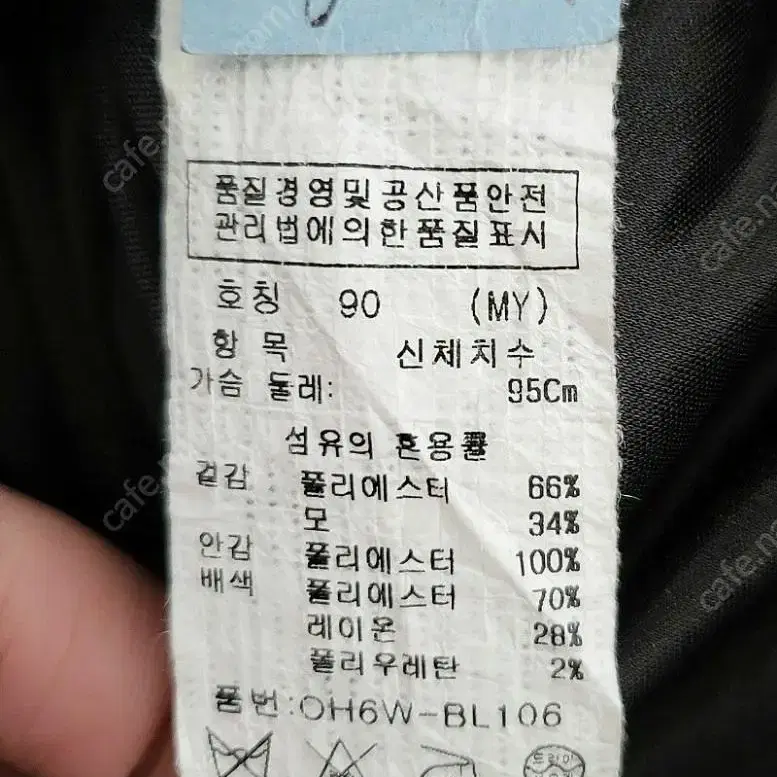 품질경영및공산품안전
관리법에의한품질표시
호칭 90 (MY)
항 목 신체치수
가슴 둘레: 95Cm
섬유의 혼용률
겉감 폴리에스터 66%
모 34%
안감 폴리에스터 100%
배색 폴리에스터 70%
레이온 28%
폴리우레탄 2%
품번:OH6W-BL106
드라이